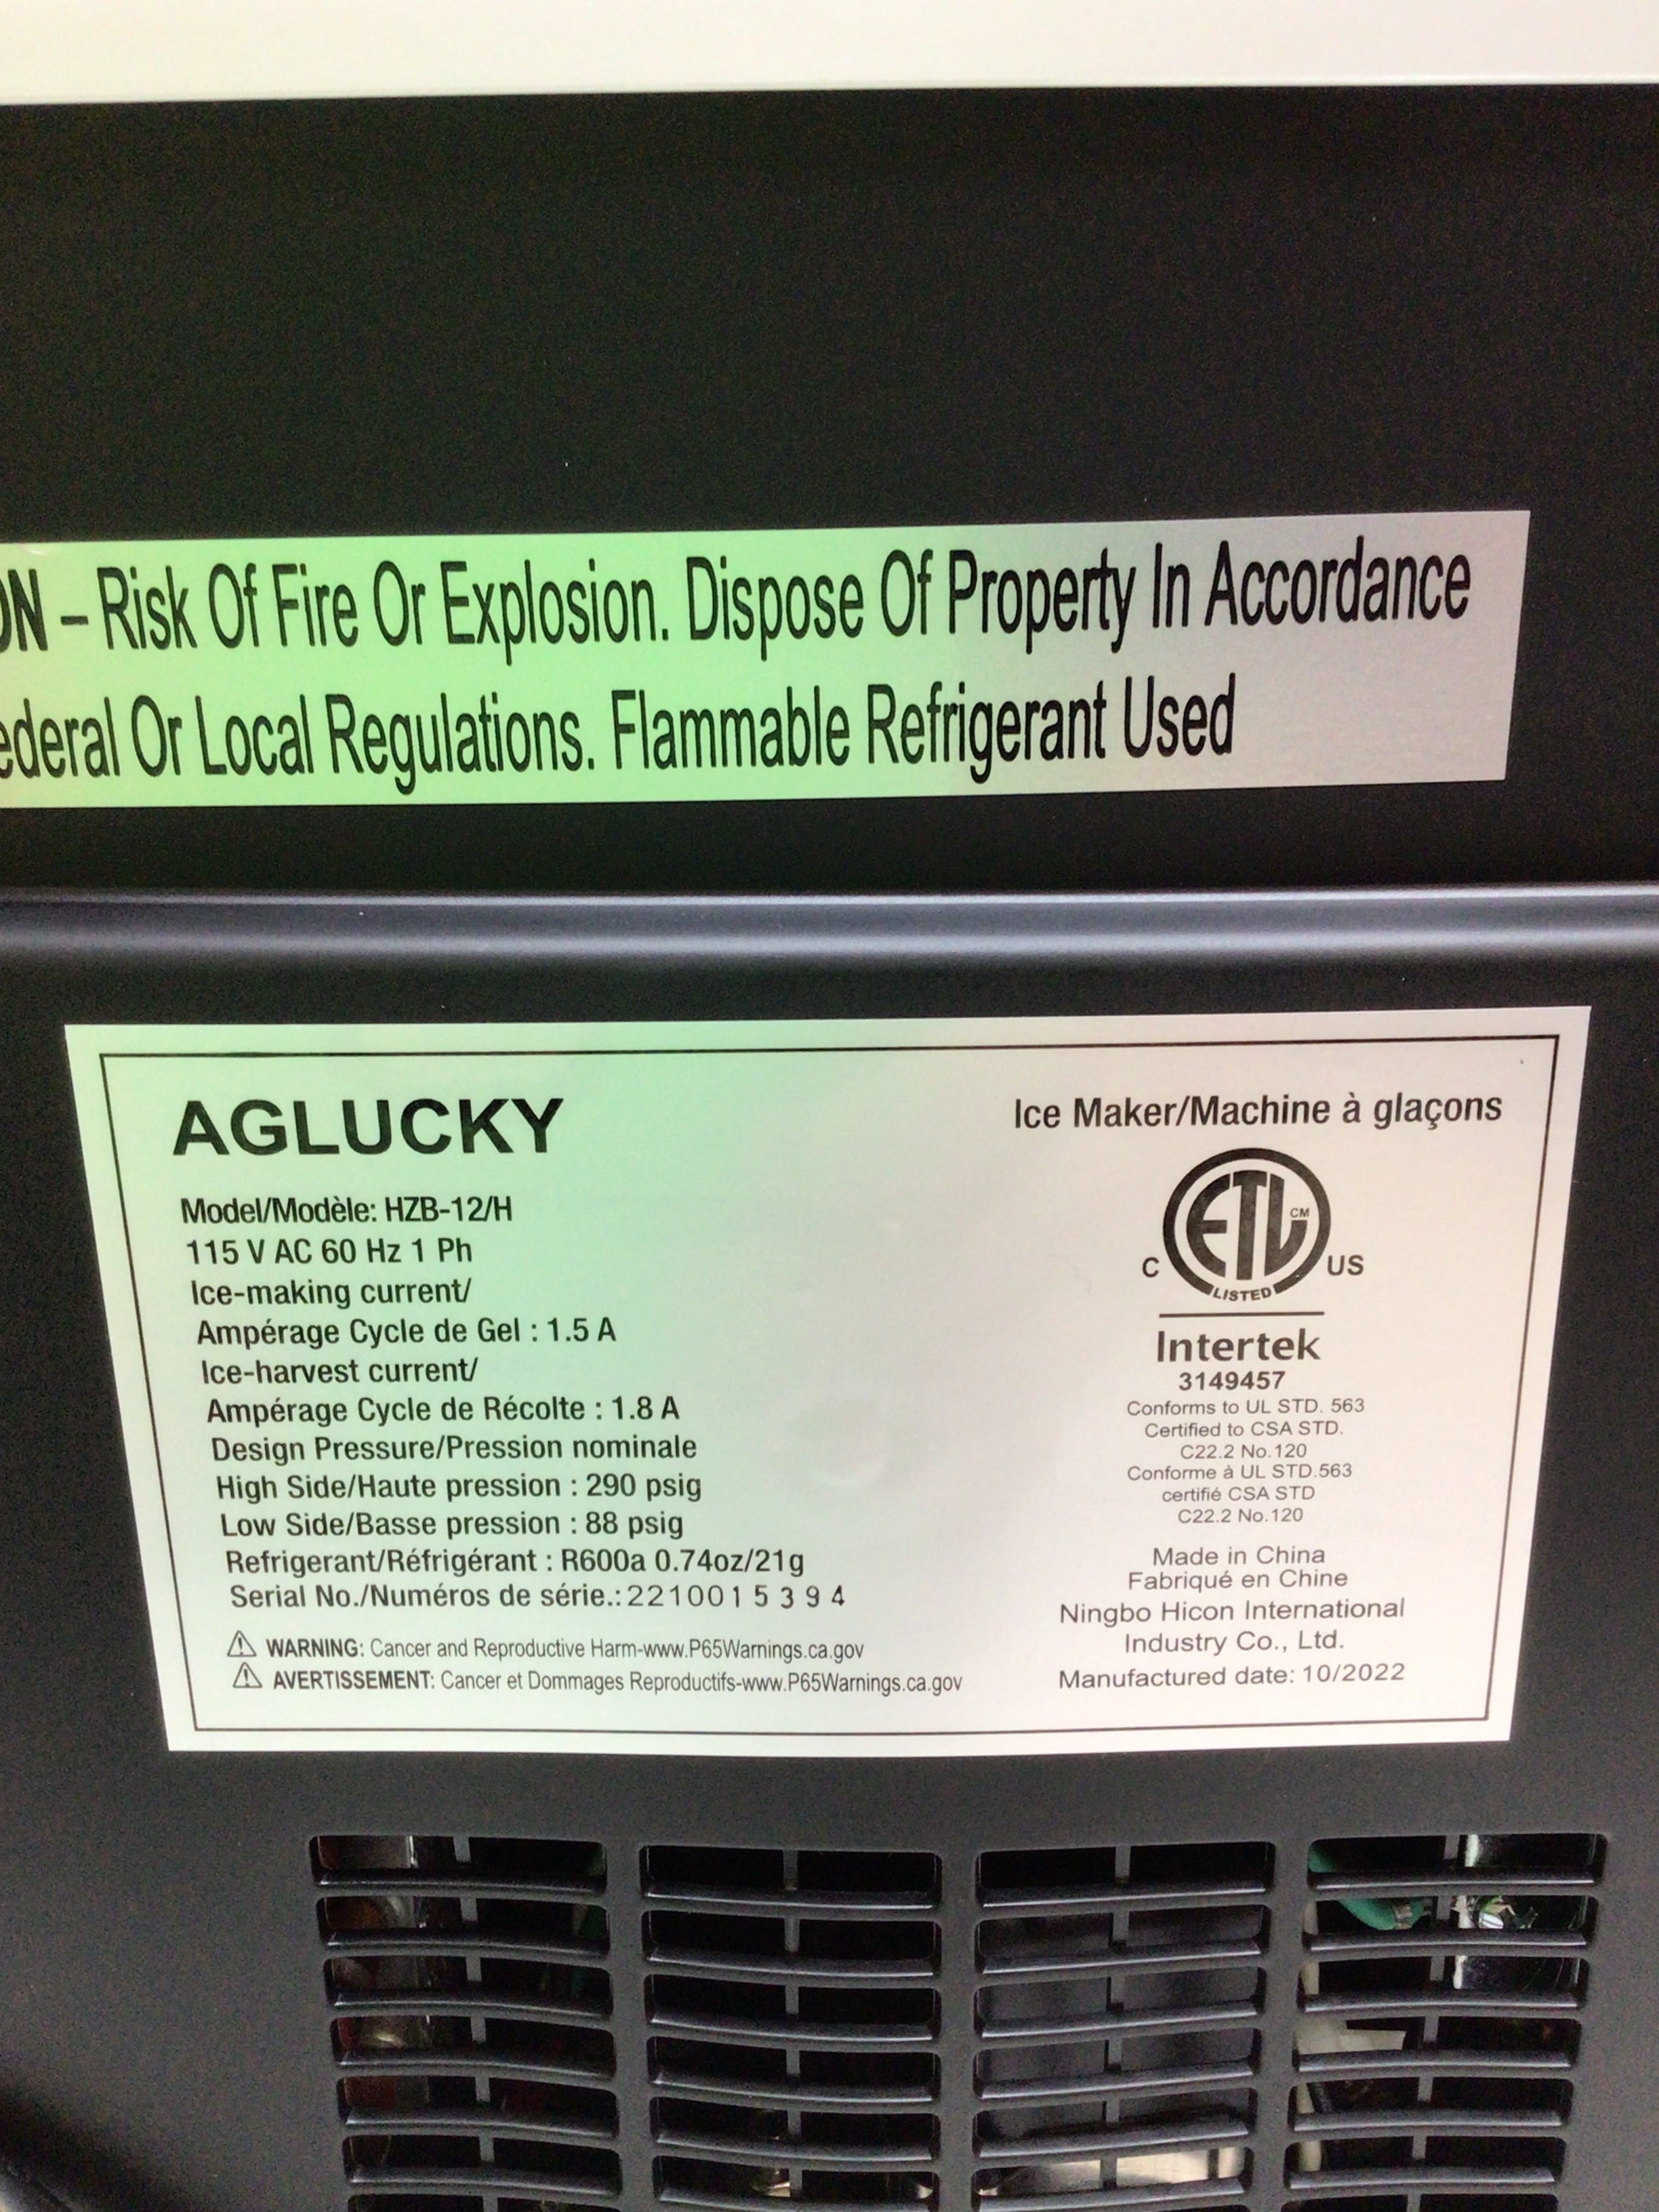 – Risk Of Fire Or Explosion. Dispose Of Property In Accordance
Or Local Regulations. Flammable Refrigerant Used
AGLUCKY
Model/Modèle: HZB-12/H
115 V AC 60 Hz 1 Ph
Ice-making current/
Ampérage Cycle de Gel : 1.5 A
Ice-harvest current/
Ampérage Cycle de Récolte : 1.8 A
Design Pressure/Pression nominale
High Side/Haute pression : 290 psig
Low Side/Basse pression : 88 psig
Refrigerant/Réfrigérant : R600a 0.74oz/21g
Serial No./Numéros de série.:2210015394
WARNING: Cancer and Reproductive Harm-www.P65Warnings.ca.gov
AVERTISSEMENT: Cancer et Dommages Reproductifs-www.P65Warnings.ca.gov
Ice Maker/Machine à glaçons
ETL CM
C US
LISTED
Intertek
3149457
Conforms to UL STD. 563
Certified to CSA STD.
C22.2 No.120
Conforme à UL STD.563
certifié CSA STD
C22.2 No.120
Made in China
Fabriqué en Chine
Ningbo Hicon International
Industry Co., Ltd.
Manufactured date: 10/2022